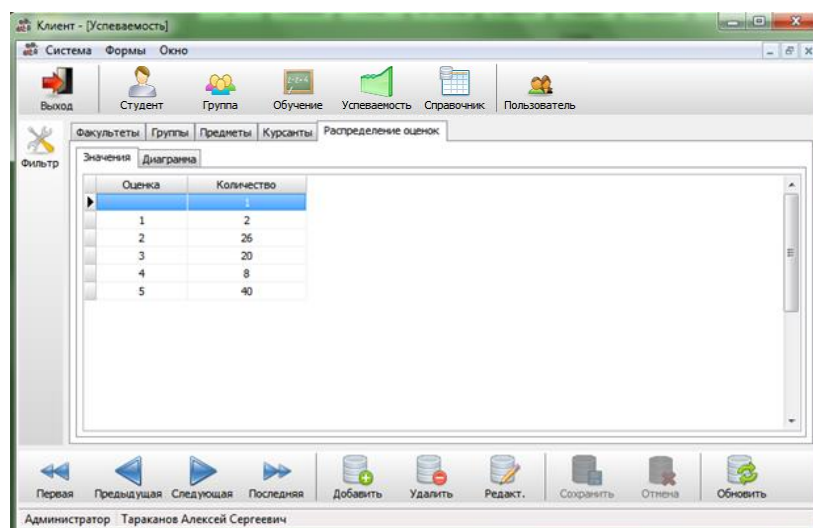 Клиент - [Успеваемость]
Система Формы Окно
Выход Студент Группа Обучение Успеваемость Справочник Пользователь
Фильтр
Факультеты Группы Предметы Курсанты Распределение оценок
Значения Диаграмма
Оценка Количество
1
1 2
2 26
3 20
4 8
5 40
Первая Предыдущая Следующая Последняя Добавить Удалить Редакт. Сохранить Отмена Обновить
Администратор Тараканов Алексей Сергеевич